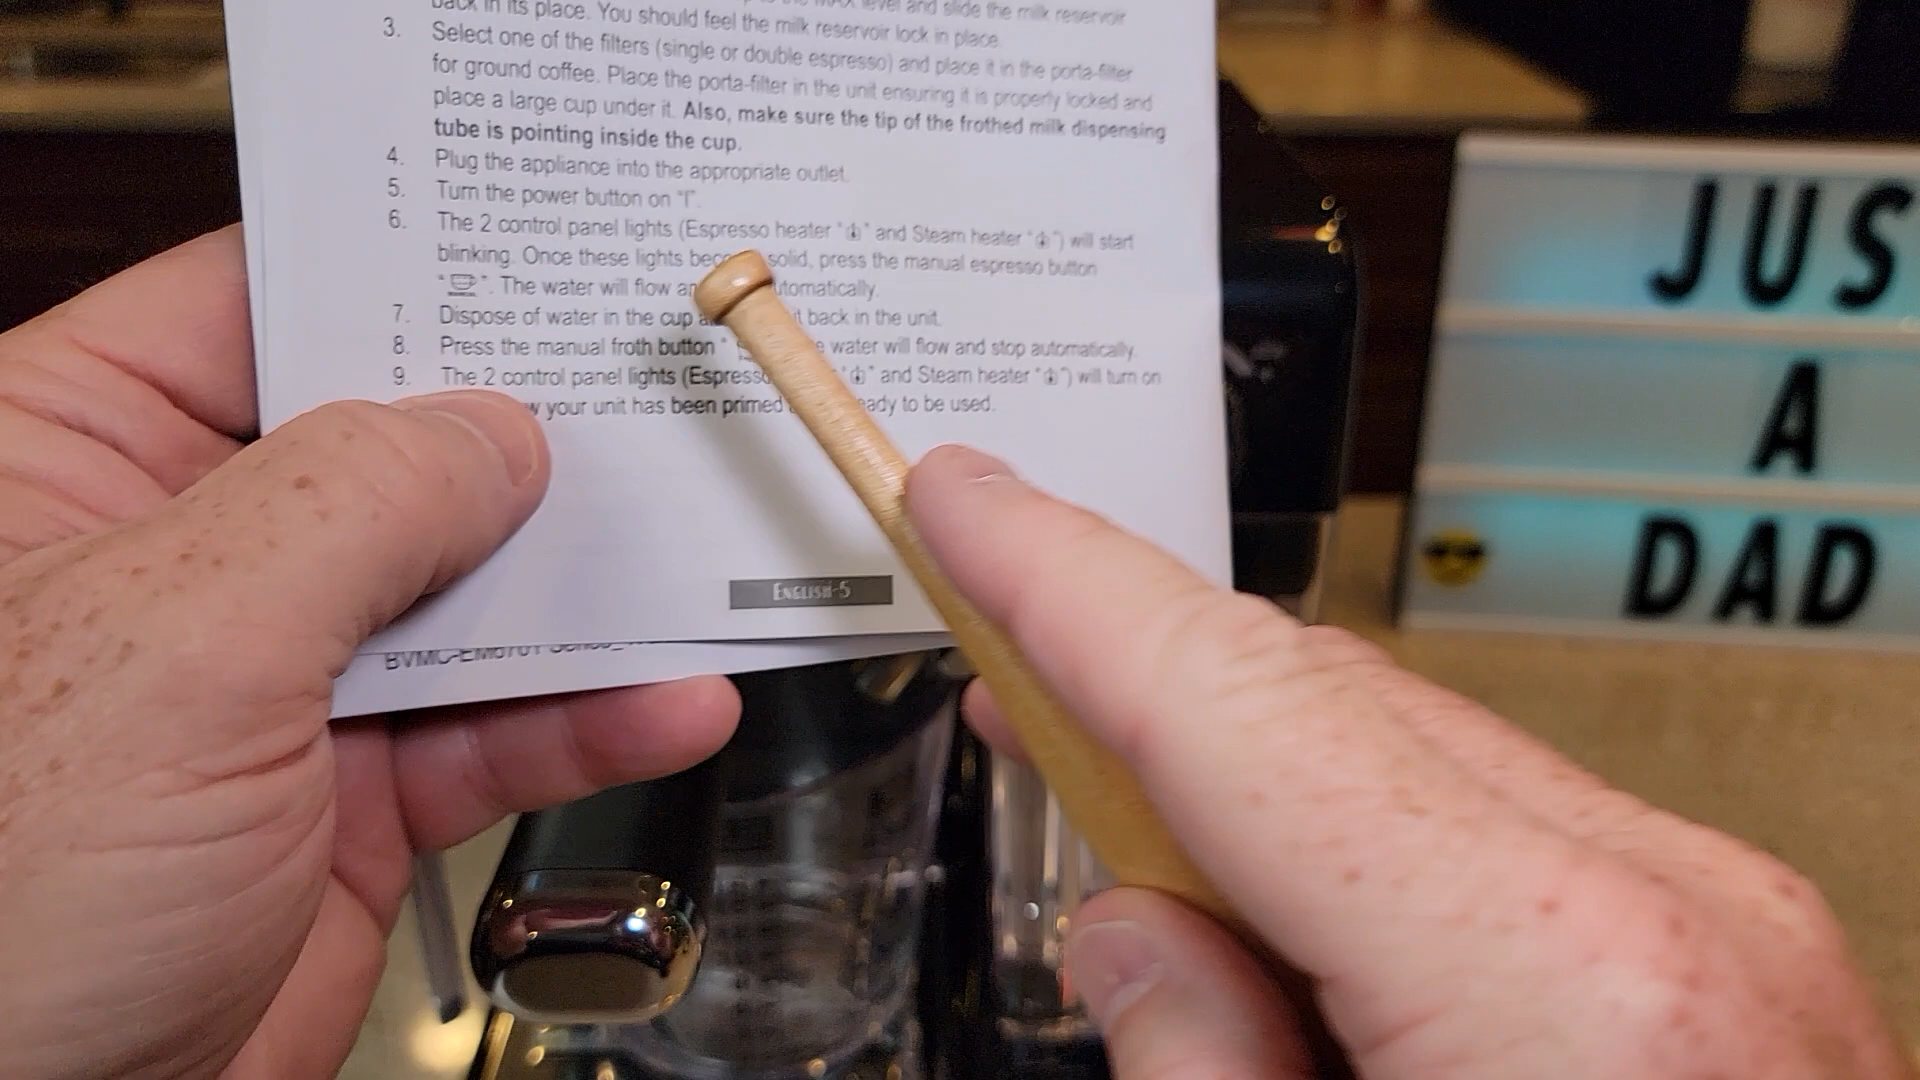 back in its place. You should feel the milk reservoir lock in place.
level and slide the milk reservoir
3. Select one of the filters (single or double espresso) and place it in the porta-filter
for ground coffee. Place the porta-filter in the unit ensuring it is properly locked and
place a large cup under it. Also, make sure the tip of the frothed milk dispensing
tube is pointing inside the cup.
4. Plug the appliance into the appropriate outlet.
5. Turn the power button on "I".
6. The 2 control panel lights (Espresso heater " " and Steam heater " ") will start
blinking. Once these lights solid, press the manual espresso button
" ". The water will flow
7. Dispose of water in the cup it back in the unit.
8. Press the manual froth button " water will flow and stop automatically.
9. The 2 control panel lights ( " " and Steam heater " ") will turn on
your unit has been primed to be used.
ENGLISH-5
JUS
A
DAD